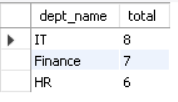 dept_name total
IT 8
Finance 7
HR 6